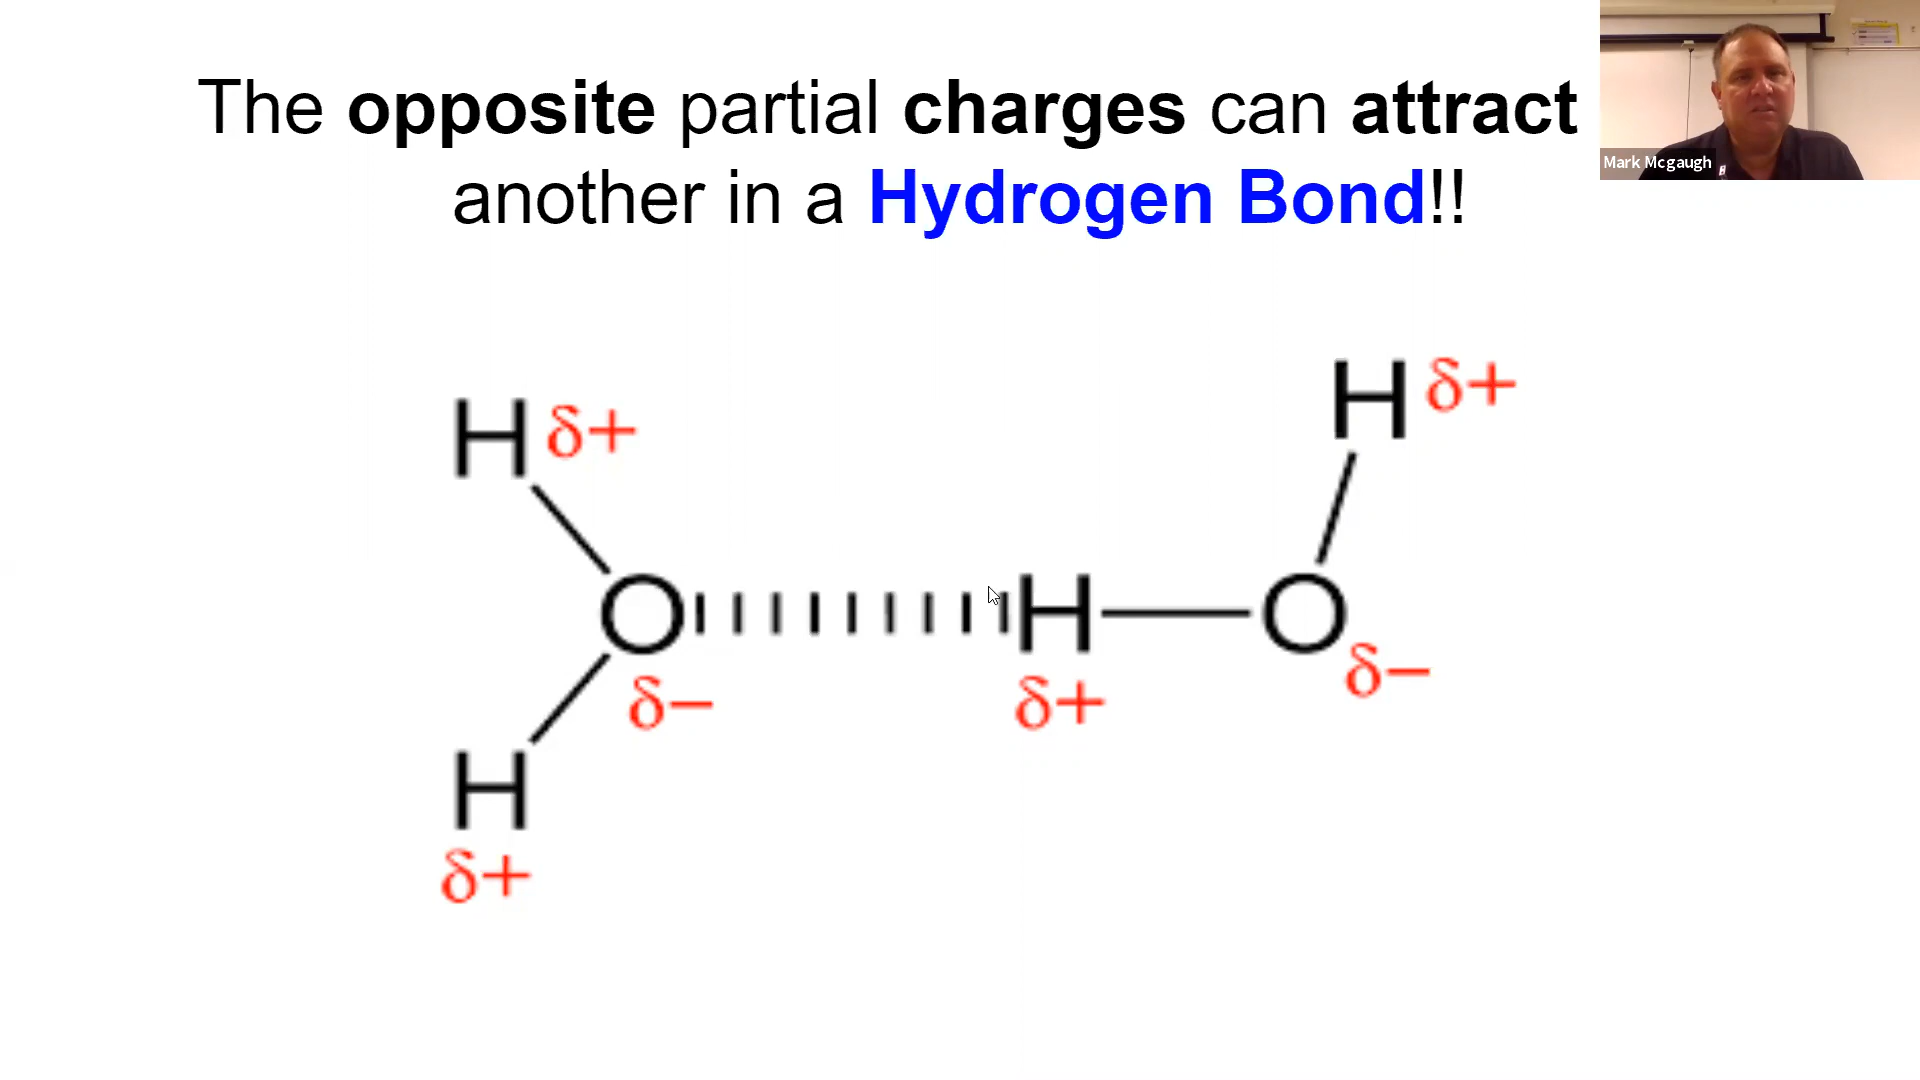 The opposite partial charges can attract
another in a Hydrogen Bond!!
Mark Mcgaugh
H δ+
H δ+
O H O
δ− δ+ δ−
H
δ+